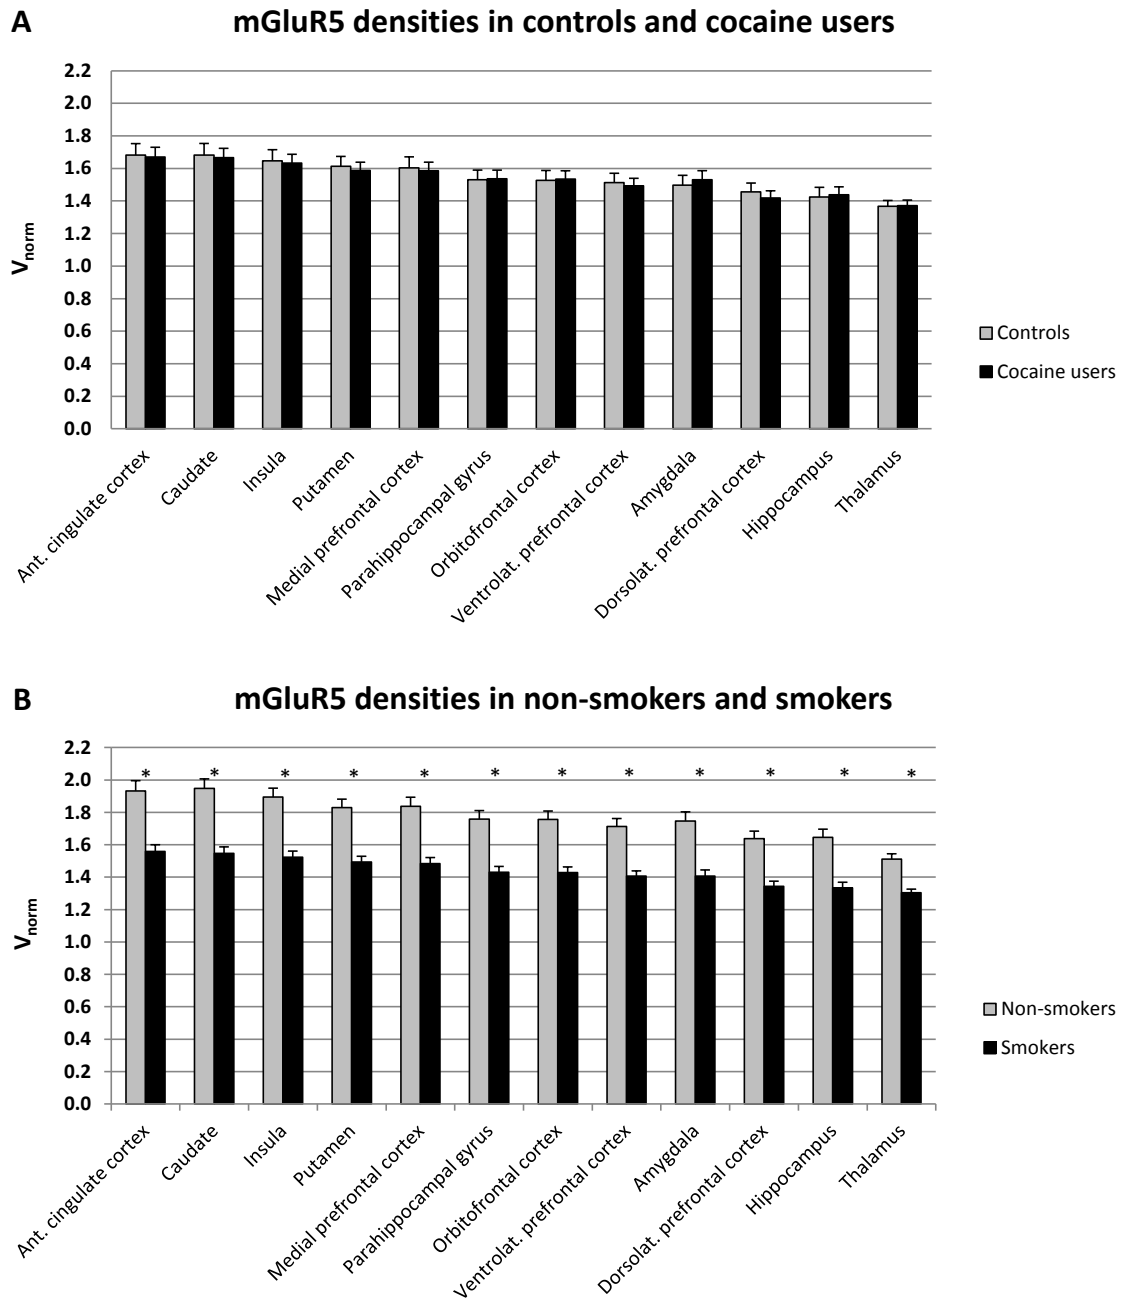 A
mGluR5 densities in controls and cocaine users
2.2
2.0
1.8
1.6
1.4
1.2
1.0
0.8
0.6
0.4
0.2
0.0
Vnorm
Controls
Cocaine users
Ant. cingulate cortex
Caudate
Insula
Putamen
Medial prefrontal cortex
Parahippocampal gyrus
Orbitofrontal cortex
Ventrolat. prefrontal cortex
Amygdala
Dorsolat. prefrontal cortex
Hippocampus
Thalamus
B
mGluR5 densities in non-smokers and smokers
2.2
2.0
1.8
1.6
1.4
1.2
1.0
0.8
0.6
0.4
0.2
0.0
Vnorm
* * * * * * * * * * * *
Non-smokers
Smokers
Ant. cingulate cortex
Caudate
Insula
Putamen
Medial prefrontal cortex
Parahippocampal gyrus
Orbitofrontal cortex
Ventrolat. prefrontal cortex
Amygdala
Dorsolat. prefrontal cortex
Hippocampus
Thalamus